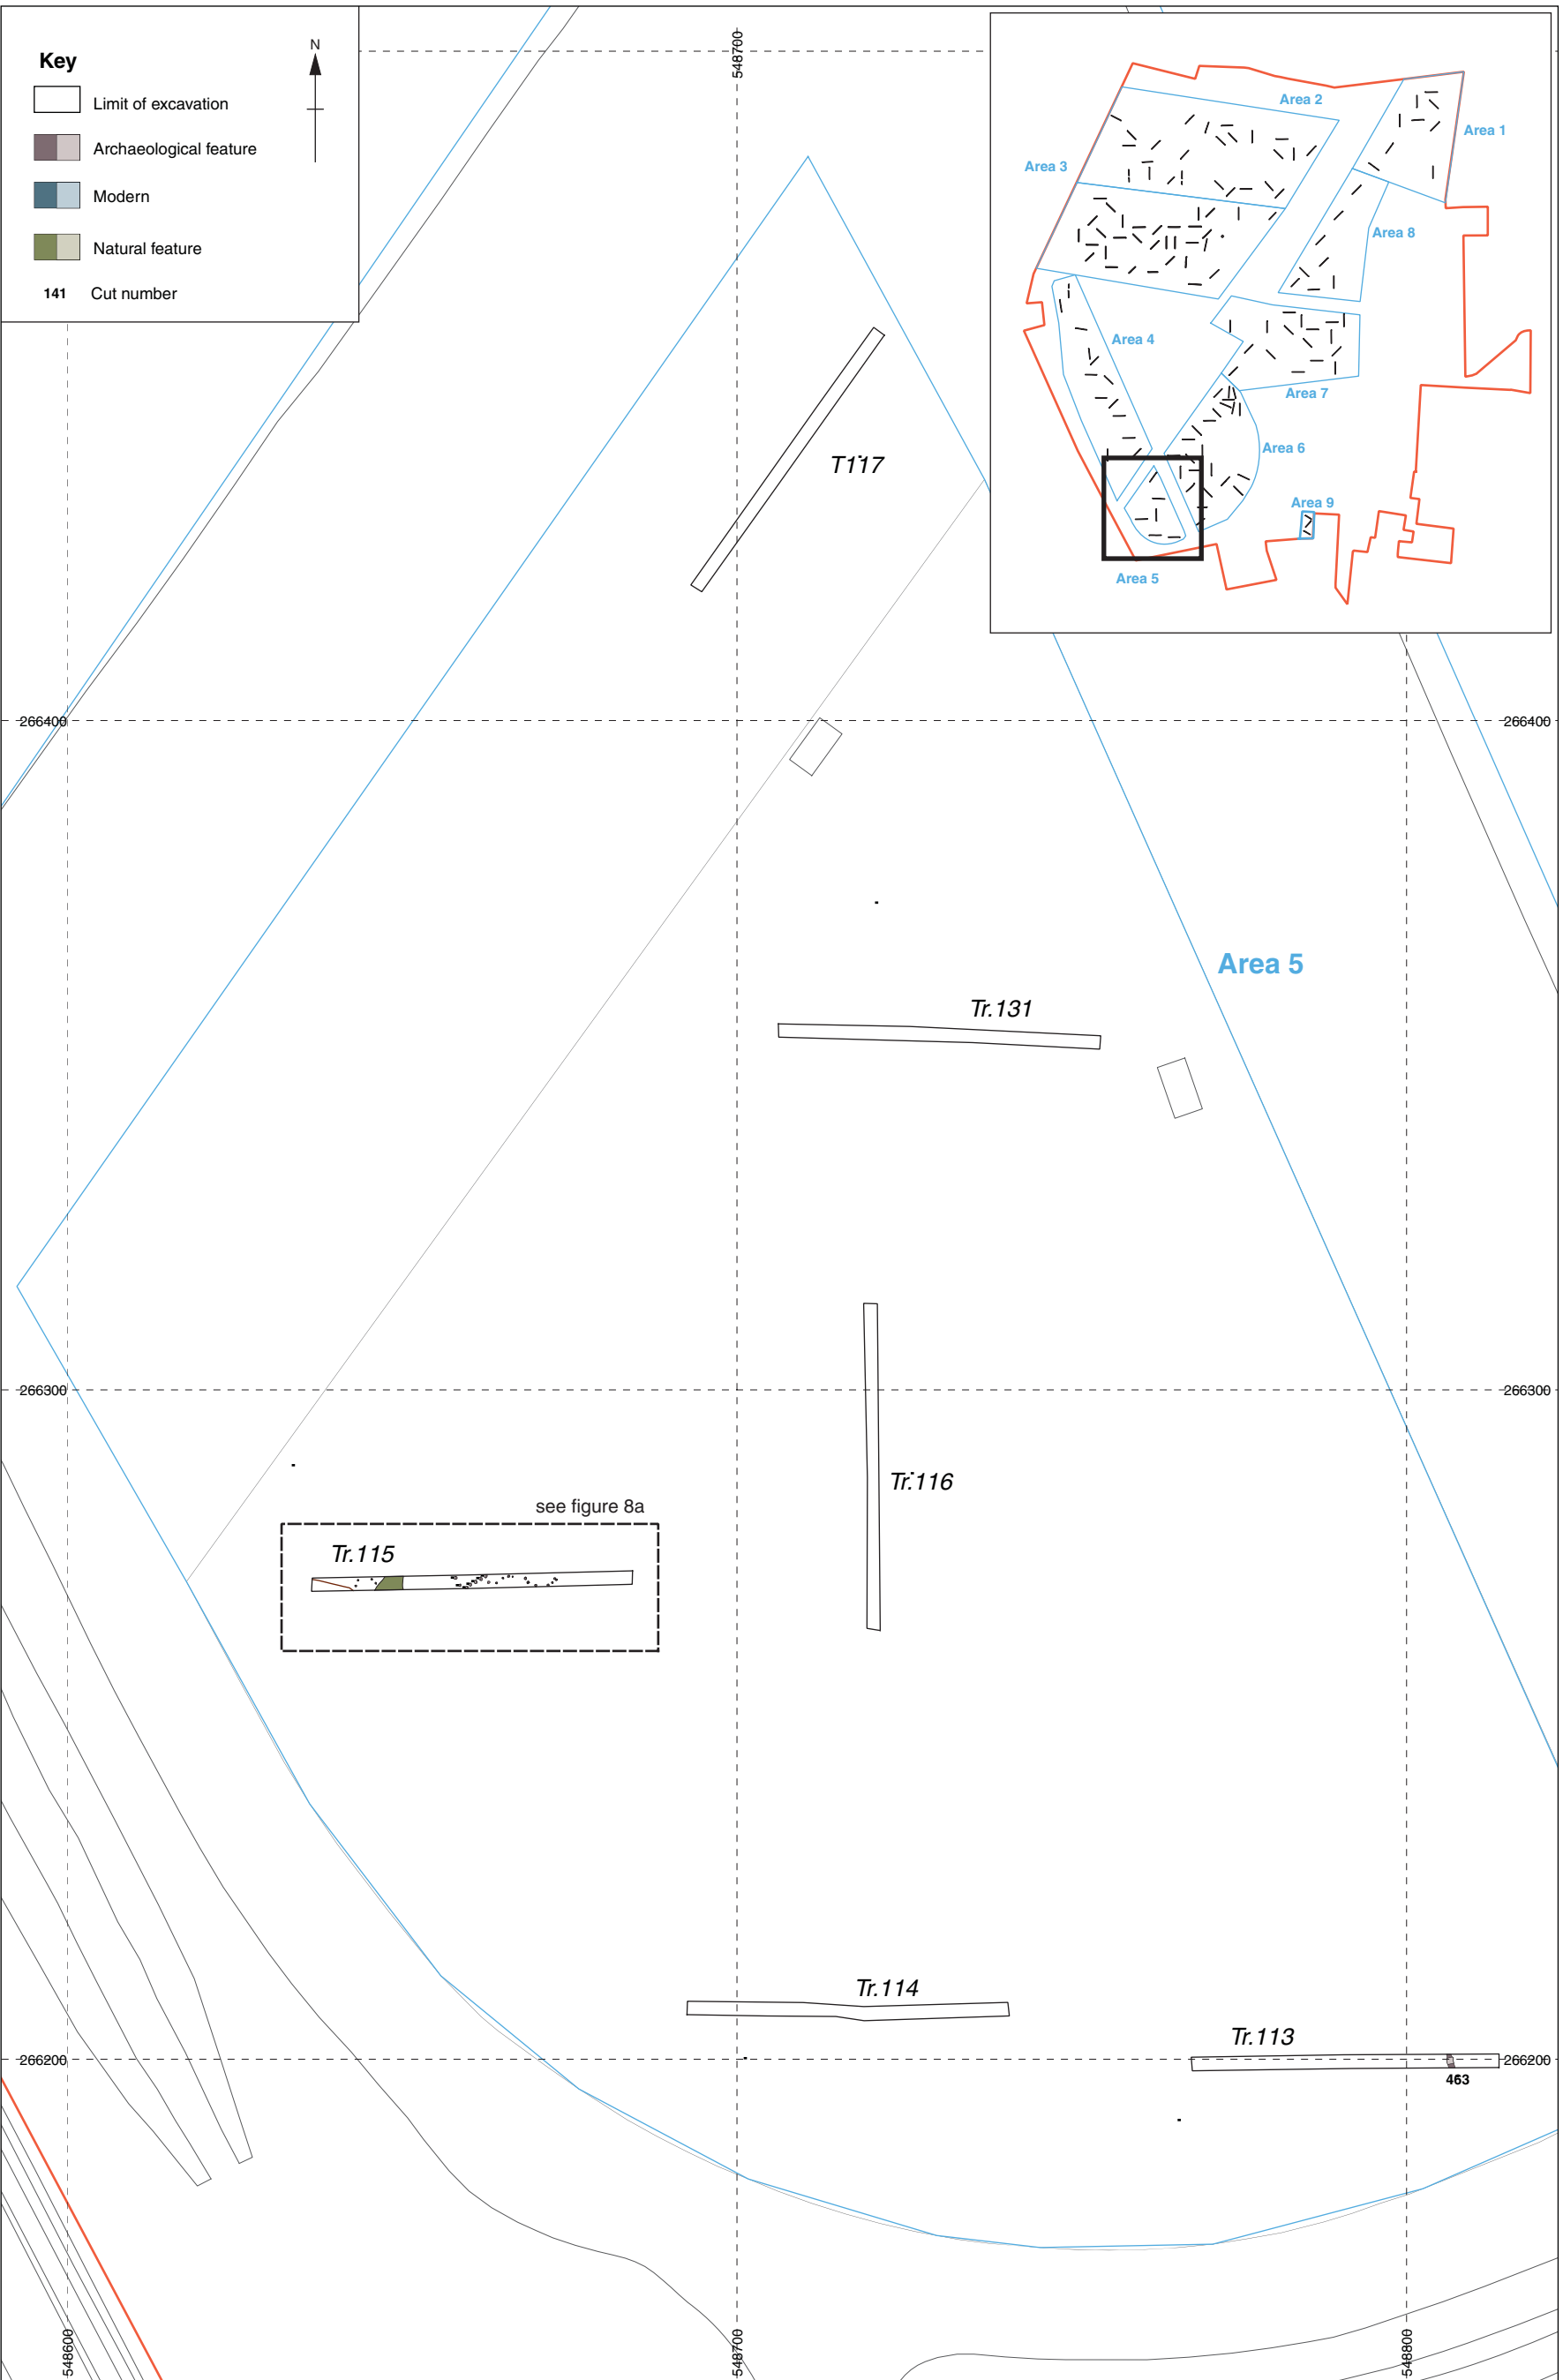 Key
N
Limit of excavation
Archaeological feature
Modern
Natural feature
141 Cut number
548700
Area 2
Area 1
Area 3
Area 8
Area 4
Area 7
Area 6
Area 9
Area 5
T117
266400
266400
Area 5
Tr.131
266300
266300
Tr.116
see figure 8a
Tr.115
Tr.114
Tr.113
266200
266200
463
548600
548700
548800